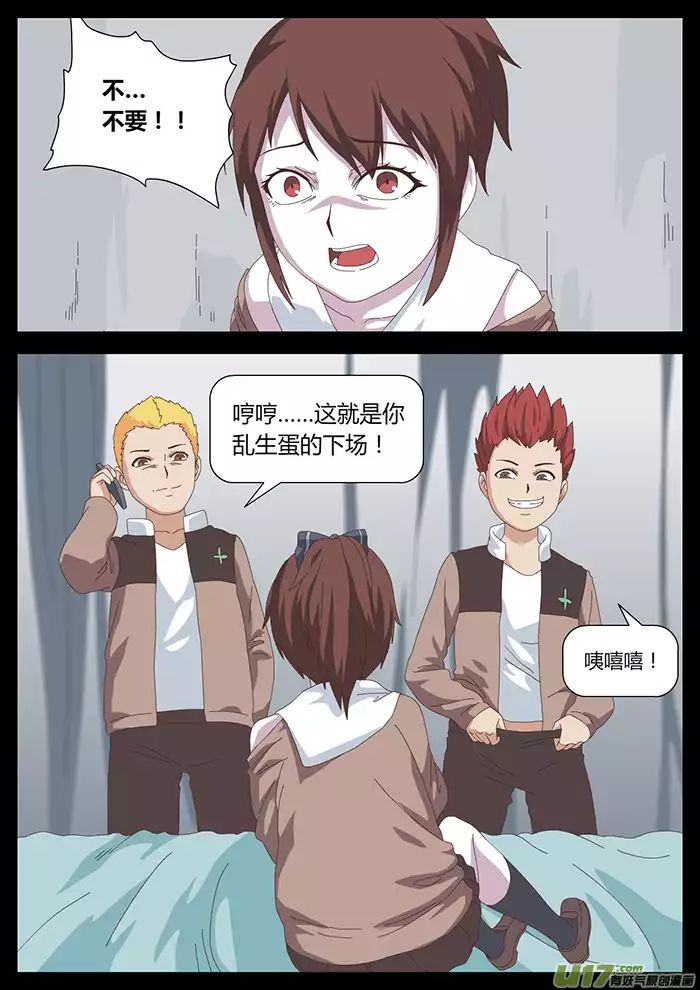 不...
不要！！
哼哼......这就是你
乱生蛋的下场！
咦嘻嘻！
U17.com
有妖气原创漫画